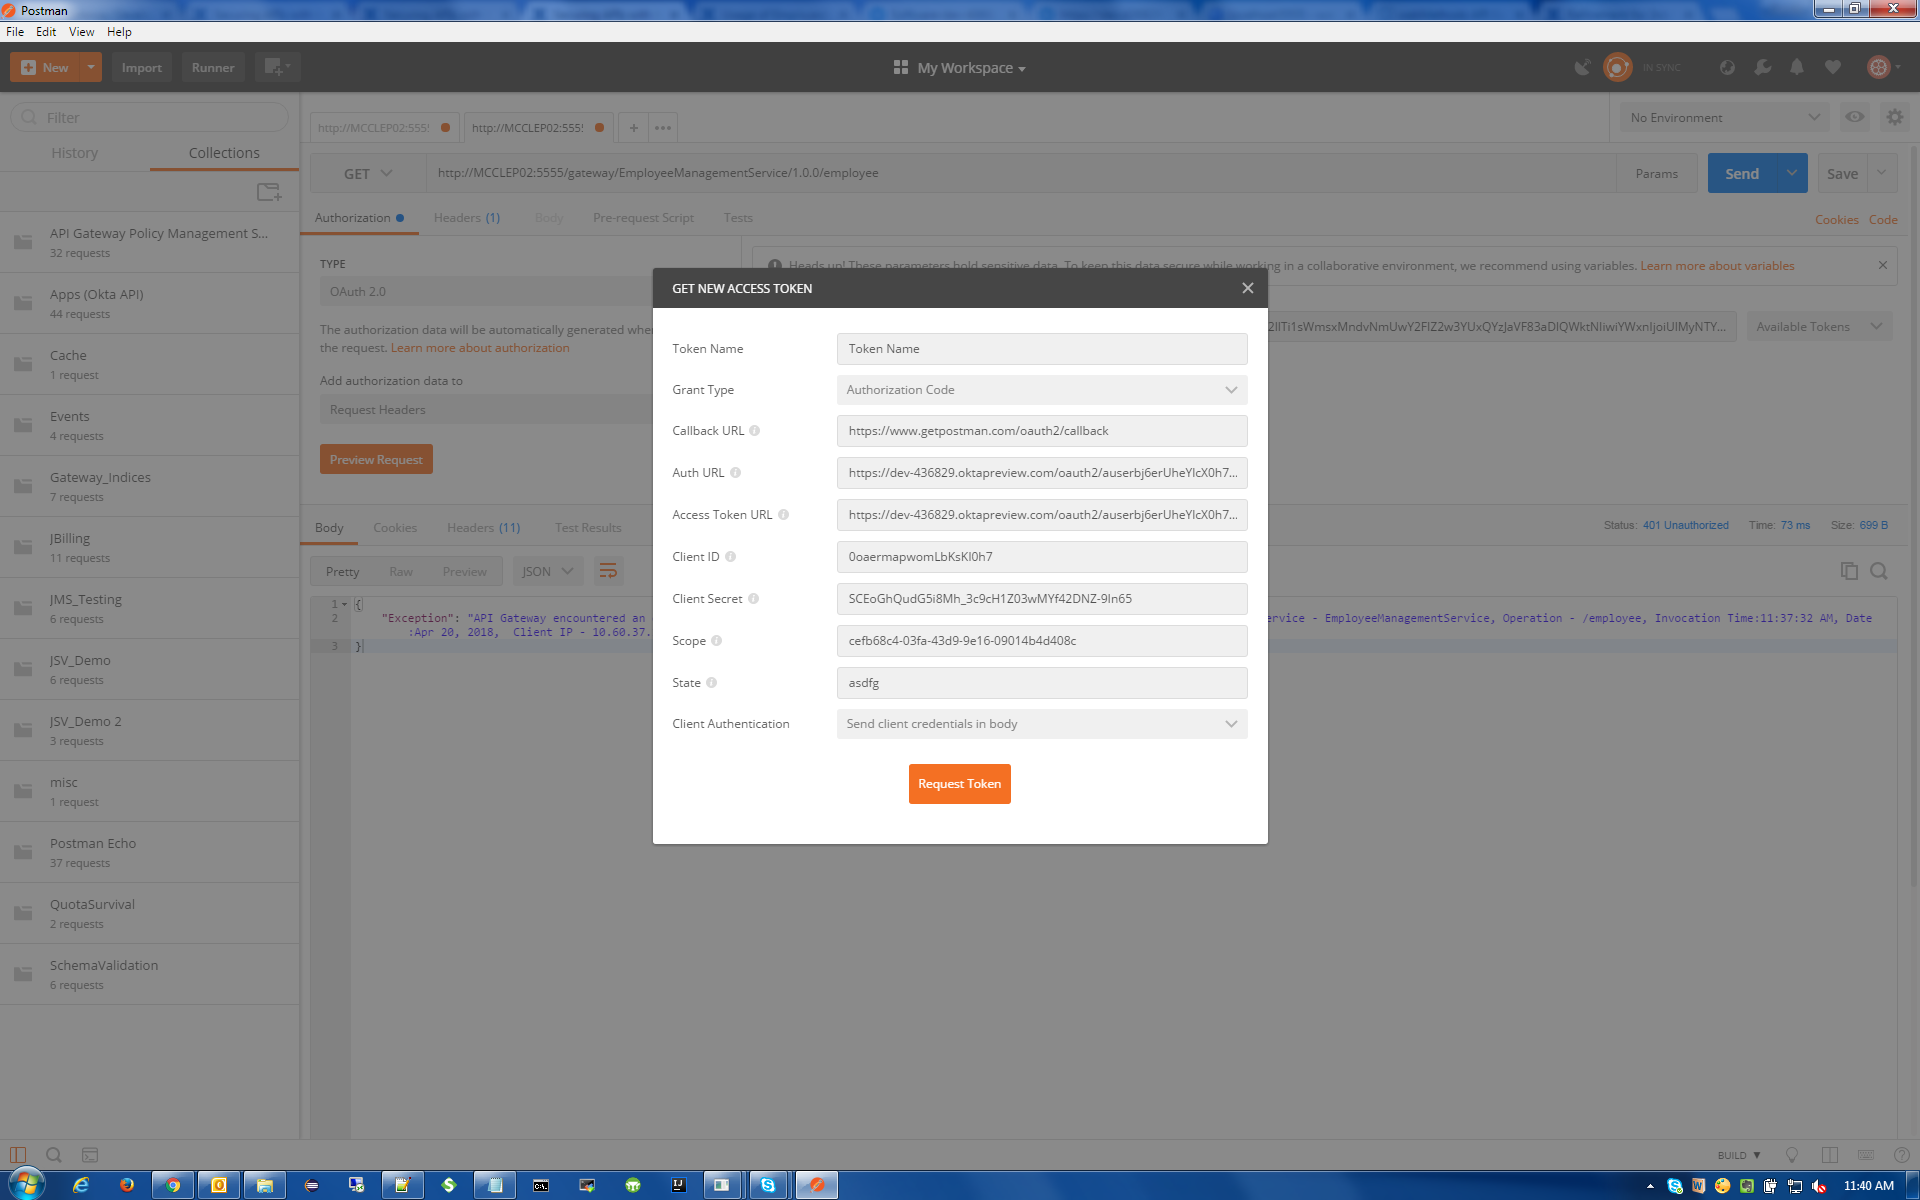 Postman
File Edit View Help
New Import Runner
My Workspace
IN SYNC
Filter
History Collections
API Gateway Policy Management S...
32 requests
Apps (Okta API)
44 requests
Cache
1 request
Events
4 requests
Gateway_Indices
7 requests
JBilling
11 requests
JMS_Testing
6 requests
JSV_Demo
6 requests
JSV_Demo 2
3 requests
misc
1 request
Postman Echo
37 requests
QuotaSurvival
2 requests
SchemaValidation
6 requests
http://MCCLEP02:555! http://MCCLEP02:555!
No Environment
GET http://MCCLEP02:5555/gateway/EmployeeManagementService/1.0.0/employee Params Send Save
Authorization Headers (1) Body Pre-request Script Tests Cookies Code
TYPE
OAuth 2.0
The authorization data will be automatically generated when
the request. Learn more about authorization
Add authorization data to
Request Headers
Preview Request
Heads up! These parameters hold sensitive data. To keep this data secure while working in a collaborative environment, we recommend using variables. Learn more about variables
Available Tokens
GET NEW ACCESS TOKEN
Token Name Token Name
Grant Type Authorization Code
Callback URL https://www.getpostman.com/oauth2/callback
Auth URL https://dev-436829.oktapreview.com/oauth2/auserbj6erUheYIcX0h7...
Access Token URL https://dev-436829.oktapreview.com/oauth2/auserbj6erUheYIcX0h7...
Client ID 0oaermapwomLbKsKl0h7
Client Secret SCEoGhQudG5i8Mh_3c9cH1Z03wMYf42DNZ-9In65
Scope cefb68c4-03fa-43d9-9e16-09014b4d408c
State asdfg
Client Authentication Send client credentials in body
Request Token
Body Cookies Headers (11) Test Results Status: 401 Unauthorized Time: 73 ms Size: 699 B
Pretty Raw Preview JSON
1 {
2 "Exception": "API Gateway encountered an ervice - EmployeeManagementService, Operation - /employee, Invocation Time:11:37:32 AM, Date
:Apr 20, 2018, Client IP - 10.60.37.
3 }
BUILD
11:40 AM